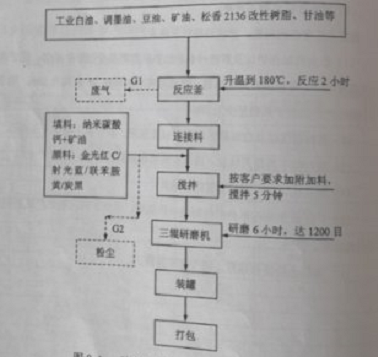 工业白油、调墨油、豆油、矿油、松香2136改性树脂、甘油等
G1
废气
反应釜
升温到180℃，反应2小时
填料：纳米碳酸
钙+矿油
颜料：金光红C/
射光蓝/联苯胺
黄/炭黑
连接料
搅拌
按客户要求加附加料，
搅拌5分钟
G2
粉尘
三辊研磨机
研磨6小时，达1200目
装罐
打包